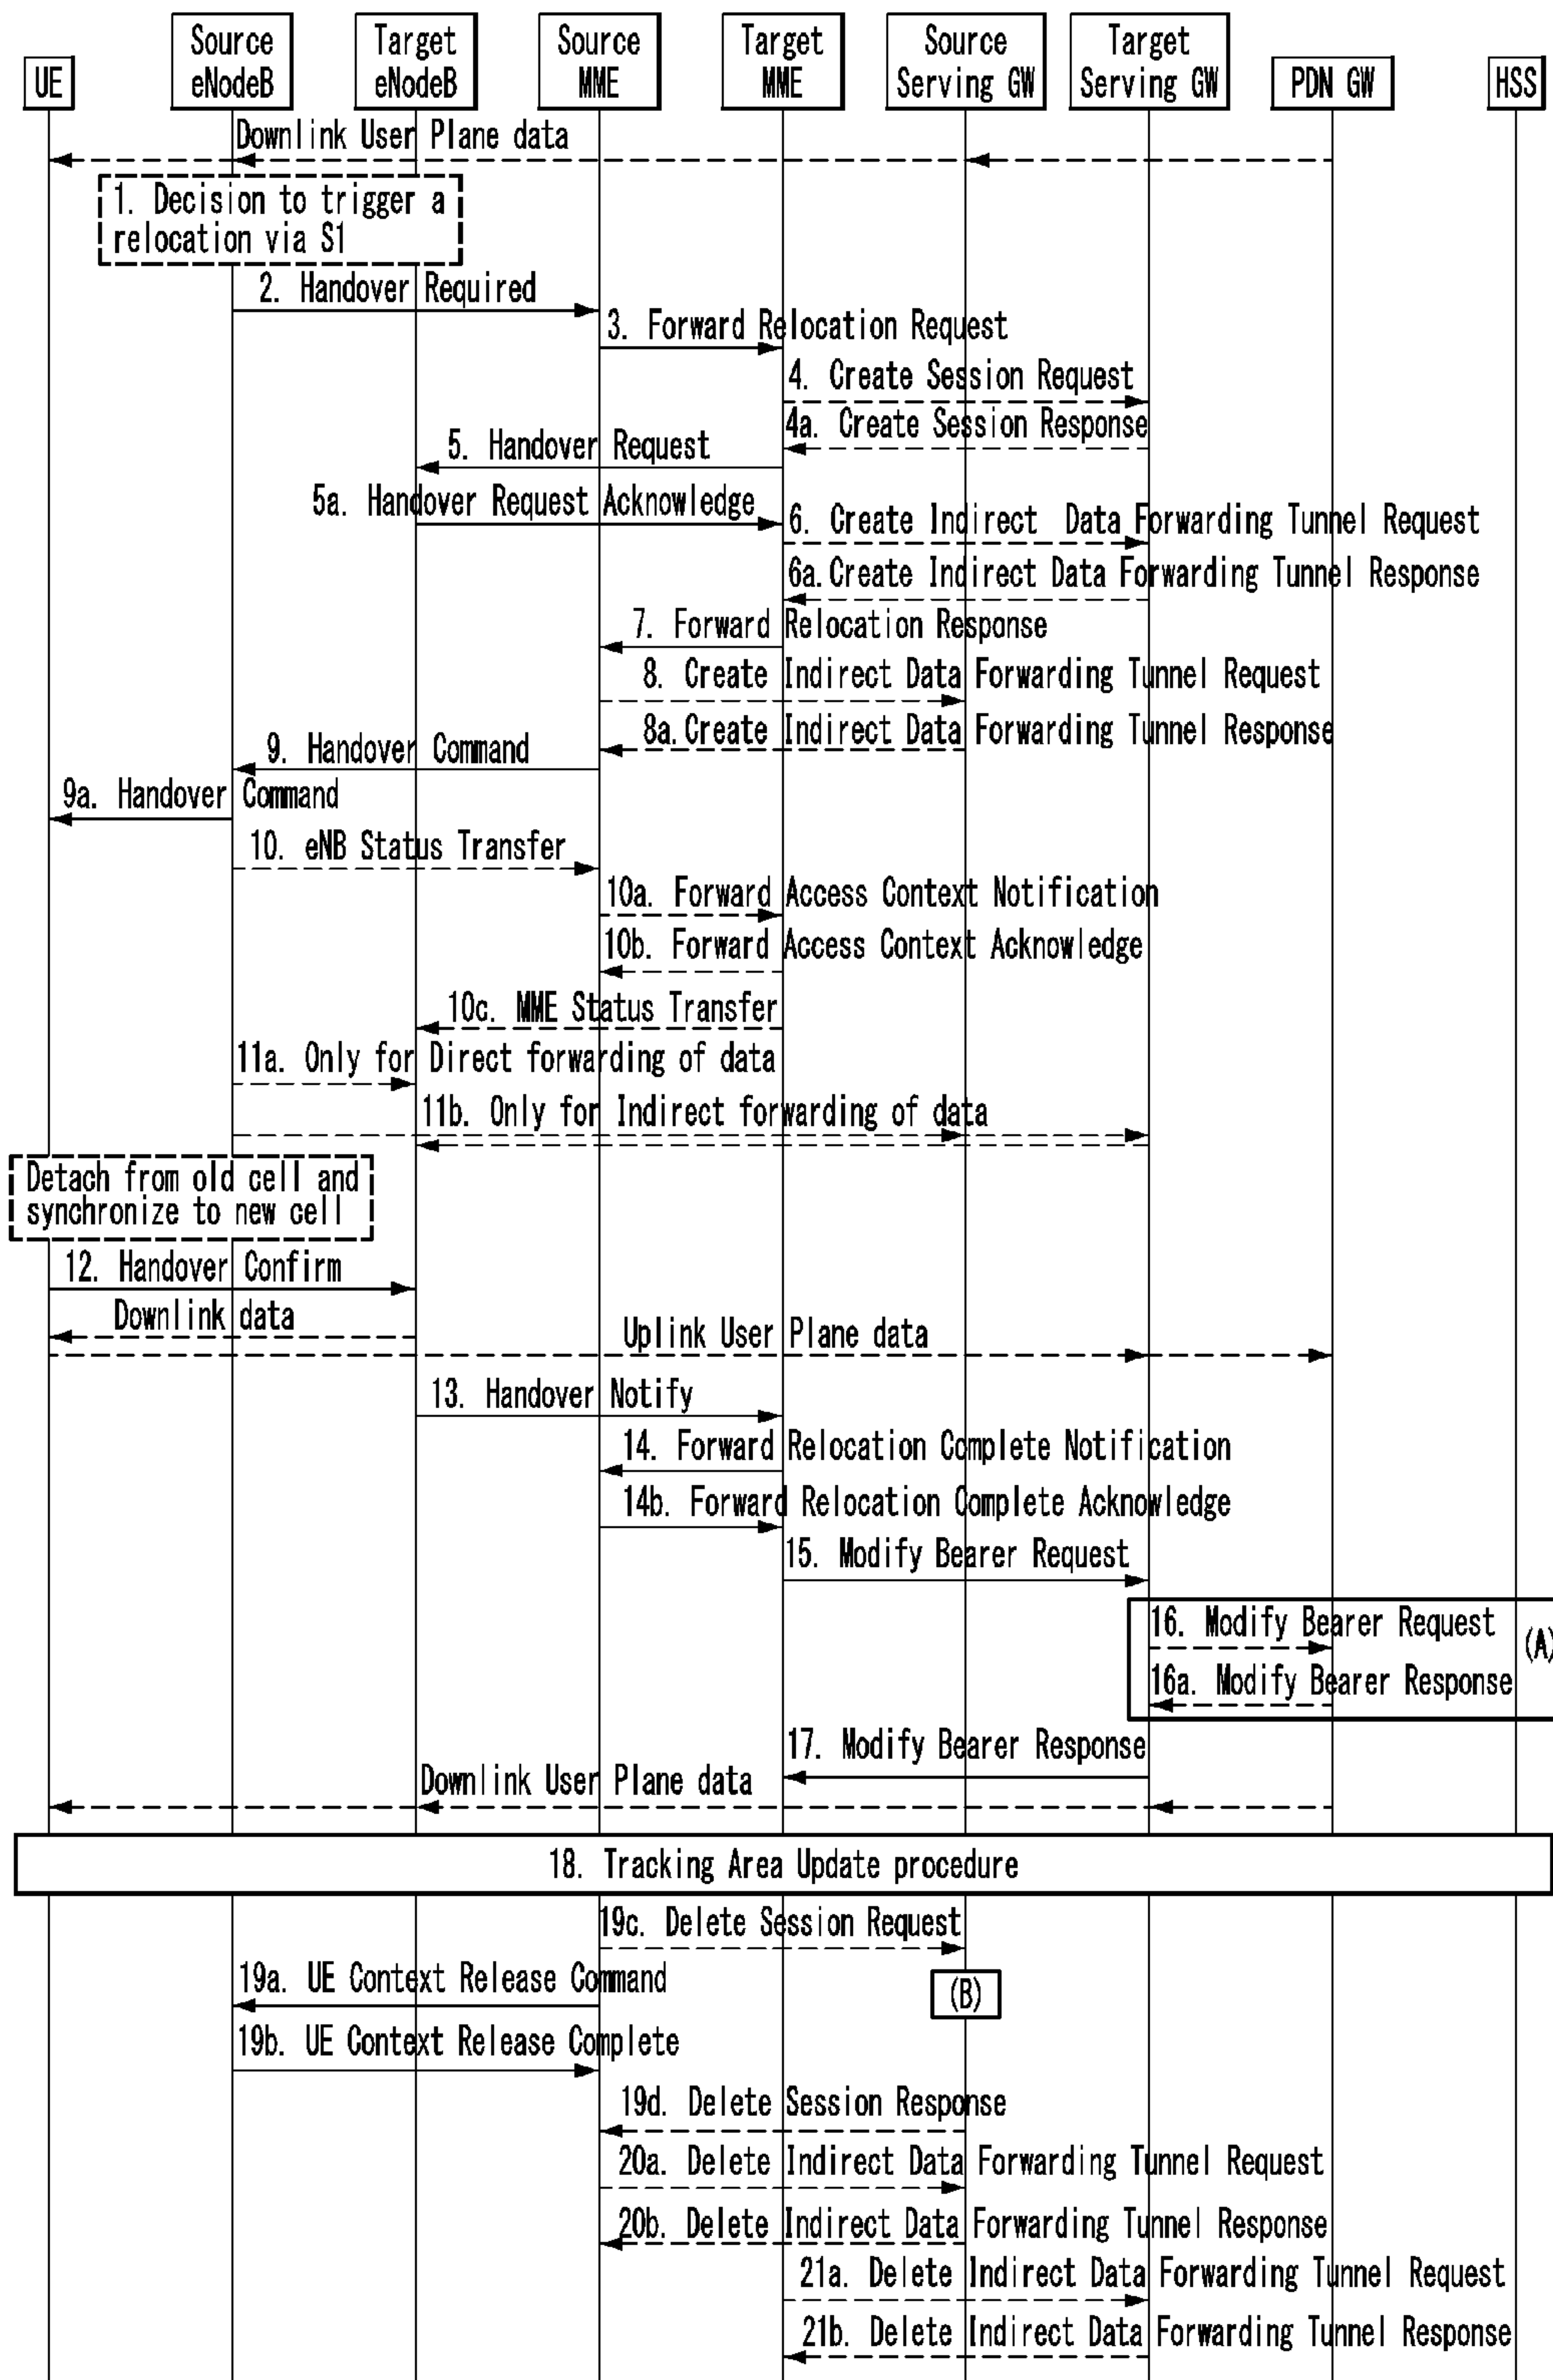 UE
Source
eNodeB
Target
eNodeB
Source
MME
Target
MME
Source
Serving GW
Target
Serving GW
PDN GW
HSS
Downlink User Plane data
1. Decision to trigger a
relocation via S1
2. Handover Required
3. Forward Relocation Request
4. Create Session Request
4a. Create Session Response
5. Handover Request
5a. Handover Request Acknowledge
6. Create Indirect Data Forwarding Tunnel Request
6a. Create Indirect Data Forwarding Tunnel Response
7. Forward Relocation Response
8. Create Indirect Data Forwarding Tunnel Request
8a. Create Indirect Data Forwarding Tunnel Response
9. Handover Command
9a. Handover Command
10. eNB Status Transfer
10a. Forward Access Context Notification
10b. Forward Access Context Acknowledge
10c. MME Status Transfer
11a. Only for Direct forwarding of data
11b. Only for Indirect forwarding of data
Detach from old cell and
synchronize to new cell
12. Handover Confirm
Downlink data
Uplink User Plane data
13. Handover Notify
14. Forward Relocation Complete Notification
14b. Forward Relocation Complete Acknowledge
15. Modify Bearer Request
16. Modify Bearer Request
(A)
16a. Modify Bearer Response
17. Modify Bearer Response
Downlink User Plane data
18. Tracking Area Update procedure
19c. Delete Session Request
19a. UE Context Release Command
(B)
19b. UE Context Release Complete
19d. Delete Session Response
20a. Delete Indirect Data Forwarding Tunnel Request
20b. Delete Indirect Data Forwarding Tunnel Response
21a. Delete Indirect Data Forwarding Tunnel Request
21b. Delete Indirect Data Forwarding Tunnel Response